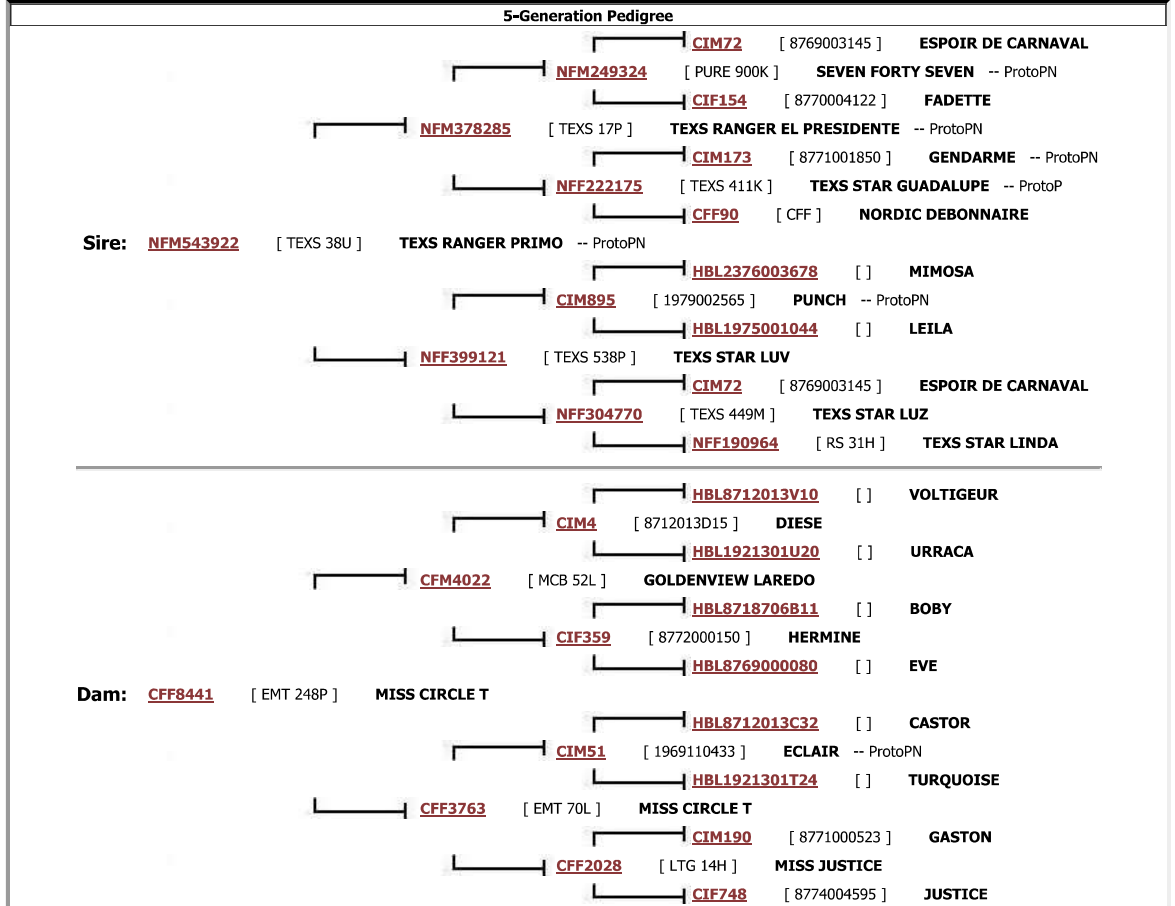 5-Generation Pedigree
CIM72 [ 8769003145 ] ESPOIR DE CARNAVAL
NFM249324 [ PURE 900K ] SEVEN FORTY SEVEN -- ProtoPN
CIF154 [ 8770004122 ] FADETTE
NFM378285 [ TEXS 17P ] TEXS RANGER EL PRESIDENTE -- ProtoPN
CIM173 [ 8771001850 ] GENDARME -- ProtoPN
NFF222175 [ TEXS 411K ] TEXS STAR GUADALUPE -- ProtoP
CFF90 [ CFF ] NORDIC DEBONNAIRE
Sire: NFM543922 [ TEXS 38U ] TEXS RANGER PRIMO -- ProtoPN
HBL2376003678 [ ] MIMOSA
CIM895 [ 1979002565 ] PUNCH -- ProtoPN
HBL1975001044 [ ] LEILA
NFF399121 [ TEXS 538P ] TEXS STAR LUV
CIM72 [ 8769003145 ] ESPOIR DE CARNAVAL
NFF304770 [ TEXS 449M ] TEXS STAR LUZ
NFF190964 [ RS 31H ] TEXS STAR LINDA
HBL8712013V10 [ ] VOLTIGEUR
CIM4 [ 8712013D15 ] DIESE
HBL1921301U20 [ ] URRACA
CFM4022 [ MCB 52L ] GOLDENVIEW LAREDO
HBL8718706B11 [ ] BOBY
CIF359 [ 8772000150 ] HERMINE
HBL8769000080 [ ] EVE
Dam: CFF8441 [ EMT 248P ] MISS CIRCLE T
HBL8712013C32 [ ] CASTOR
CIM51 [ 1969110433 ] ECLAIR -- ProtoPN
HBL1921301T24 [ ] TURQUOISE
CFF3763 [ EMT 70L ] MISS CIRCLE T
CIM190 [ 8771000523 ] GASTON
CFF2028 [ LTG 14H ] MISS JUSTICE
CIF748 [ 8774004595 ] JUSTICE